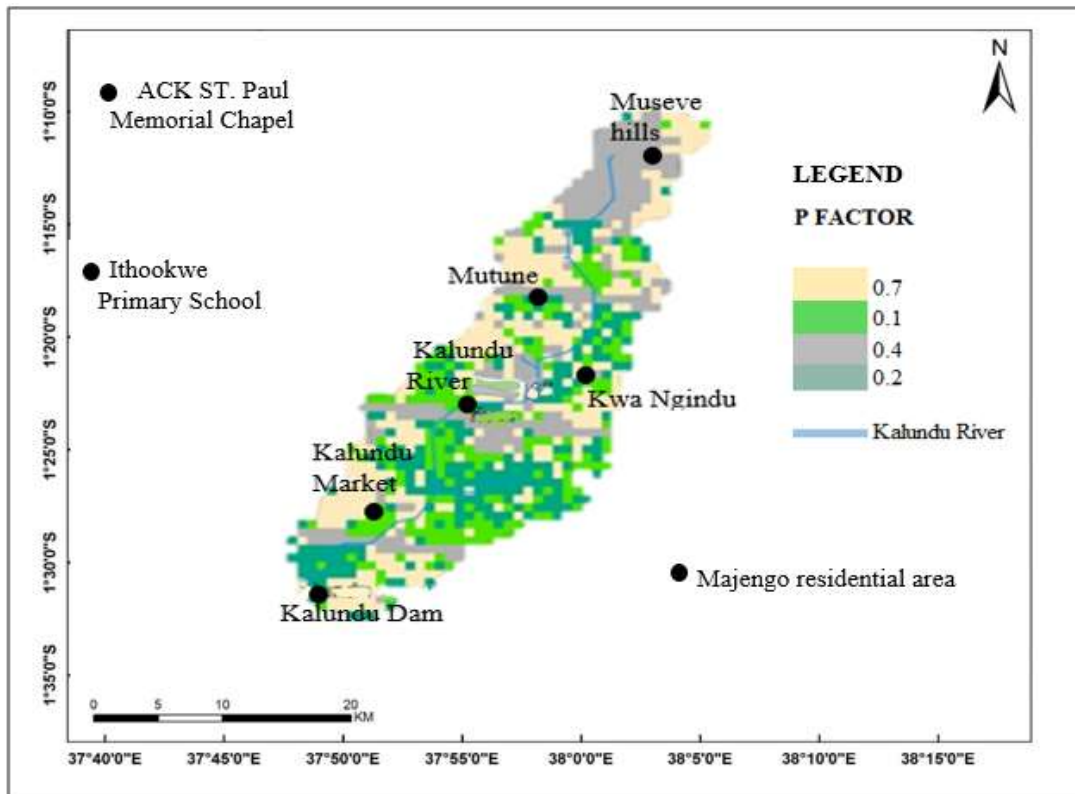 N
ACK ST. Paul
Memorial Chapel
Museve
hills
LEGEND
P FACTOR
0.7
0.1
0.4
0.2
Kalundu River
Ithookwe
Primary School
Mutune
Kalundu
River
Kwa Ngindu
Kalundu
Market
Majengo residential area
Kalundu Dam
1°10'0"S
1°15'0"S
1°20'0"S
1°25'0"S
1°30'0"S
1°35'0"S
0 5 10 20
KM
37°40'0"E 37°45'0"E 37°50'0"E 37°55'0"E 38°0'0"E 38°5'0"E 38°10'0"E 38°15'0"E